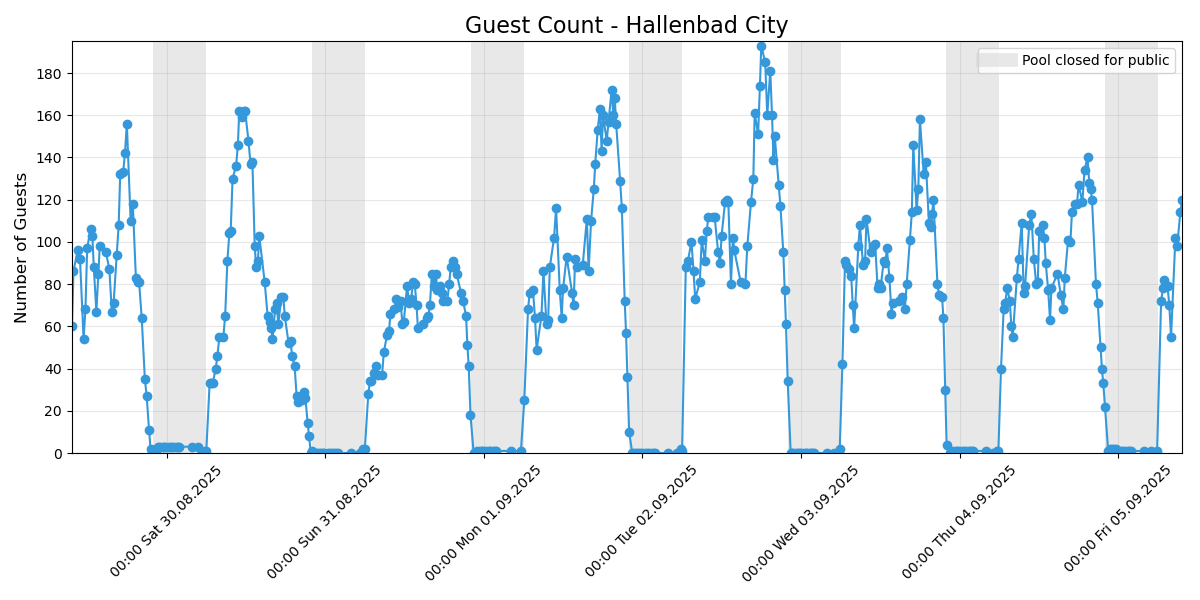 Guest Count - Hallenbad City
Pool closed for public
Number of Guests
180
160
140
120
100
80
60
40
20
0
00:00 Sat 30.08.2025
00:00 Sun 31.08.2025
00:00 Mon 01.09.2025
00:00 Tue 02.09.2025
00:00 Wed 03.09.2025
00:00 Thu 04.09.2025
00:00 Fri 05.09.2025